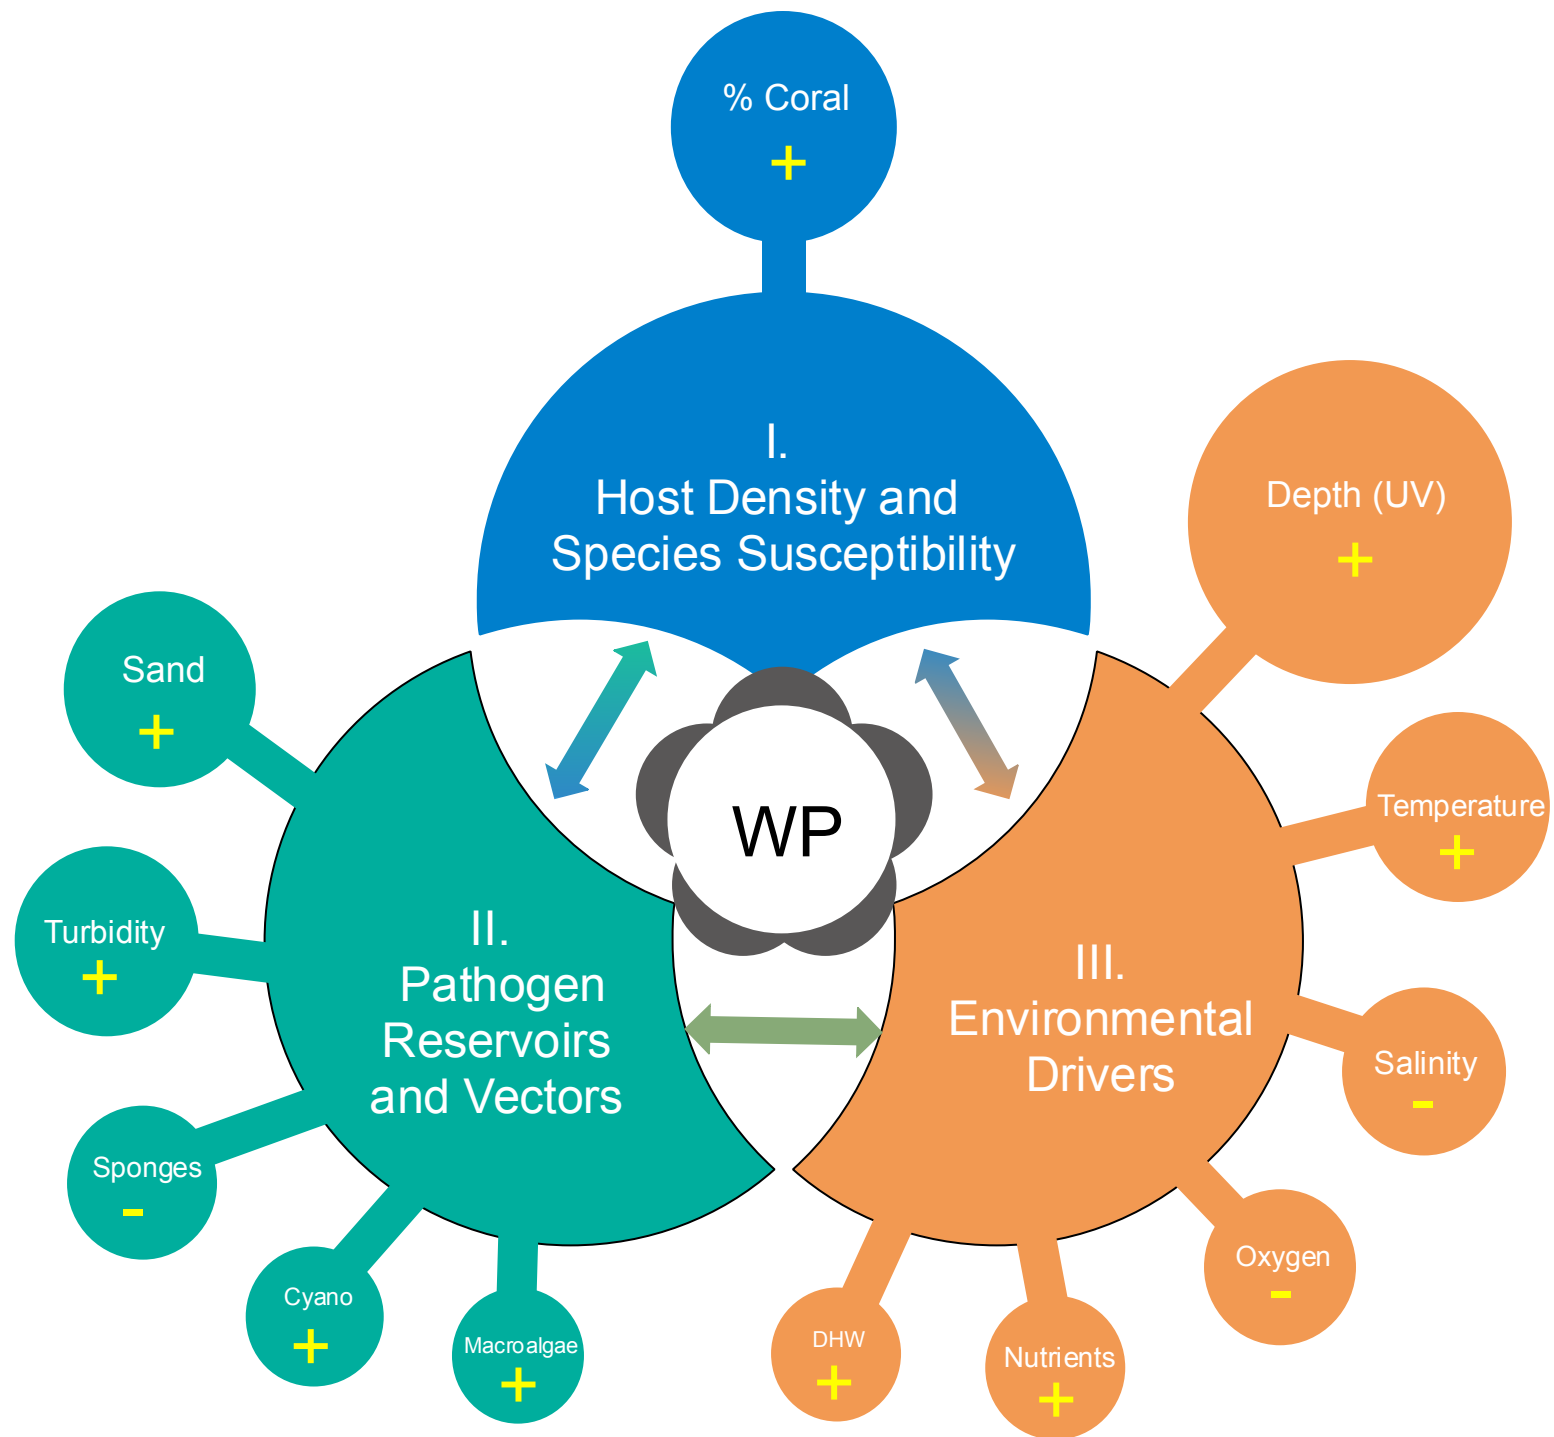 % Coral
+
I.
Host Density and
Species Susceptibility
Depth (UV)
+
Sand
+
Temperature
+
WP
Turbidity
+
II.
Pathogen
Reservoirs
and Vectors
III.
Environmental
Drivers
Salinity
-
Sponges
-
Oxygen
-
Cyano
+
Macroalgae
+
DHW
+
Nutrients
+